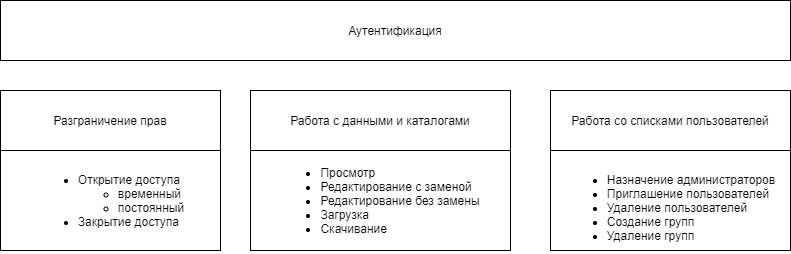 Аутентификация
Разграничение прав
Открытие доступа
временный
постоянный
Закрытие доступа
Работа с данными и каталогами
Просмотр
Редактирование с заменой
Редактирование без замены
Загрузка
Скачивание
Работа со списками пользователей
Назначение администраторов
Приглашение пользователей
Удаление пользователей
Создание групп
Удаление групп